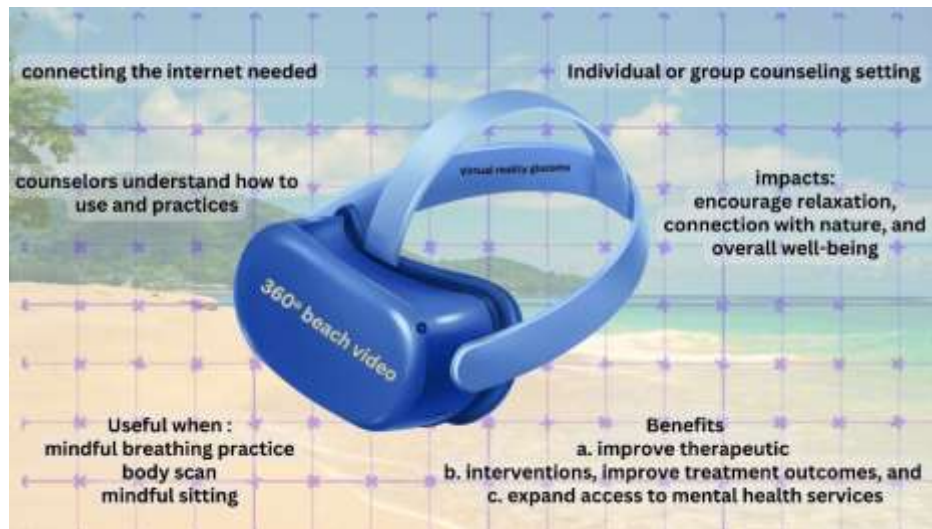 connecting the internet needed
Individual or group counseling setting
Virtual reality glasses
counselors understand how to
use and practices
impacts:
encourage relaxation,
connection with nature, and
overall well-being
360º beach video
Useful when :
mindful breathing practice
body scan
mindful sitting
Benefits
a. improve therapeutic
b. interventions, improve treatment outcomes, and
c. expand access to mental health services